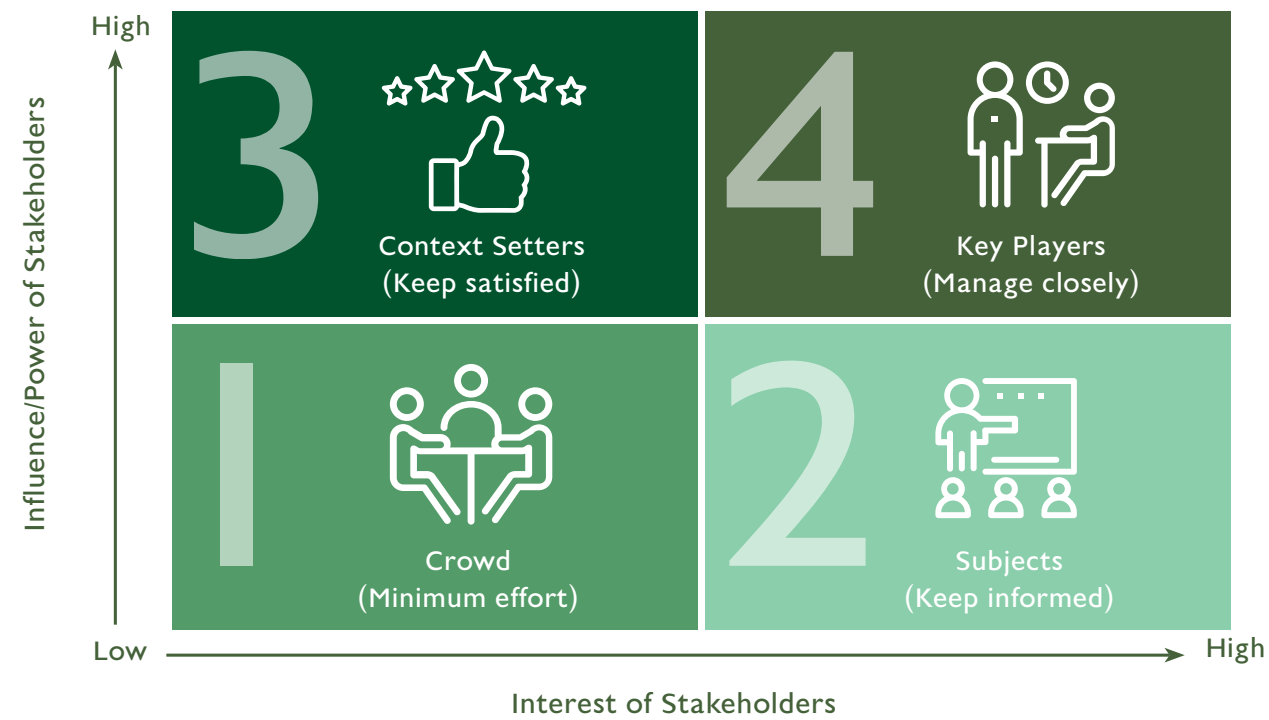 High
Influence/Power of Stakeholders
3
Context Setters
(Keep satisfied)
4
Key Players
(Manage closely)
1
Crowd
(Minimum effort)
2
Subjects
(Keep informed)
Low
High
Interest of Stakeholders